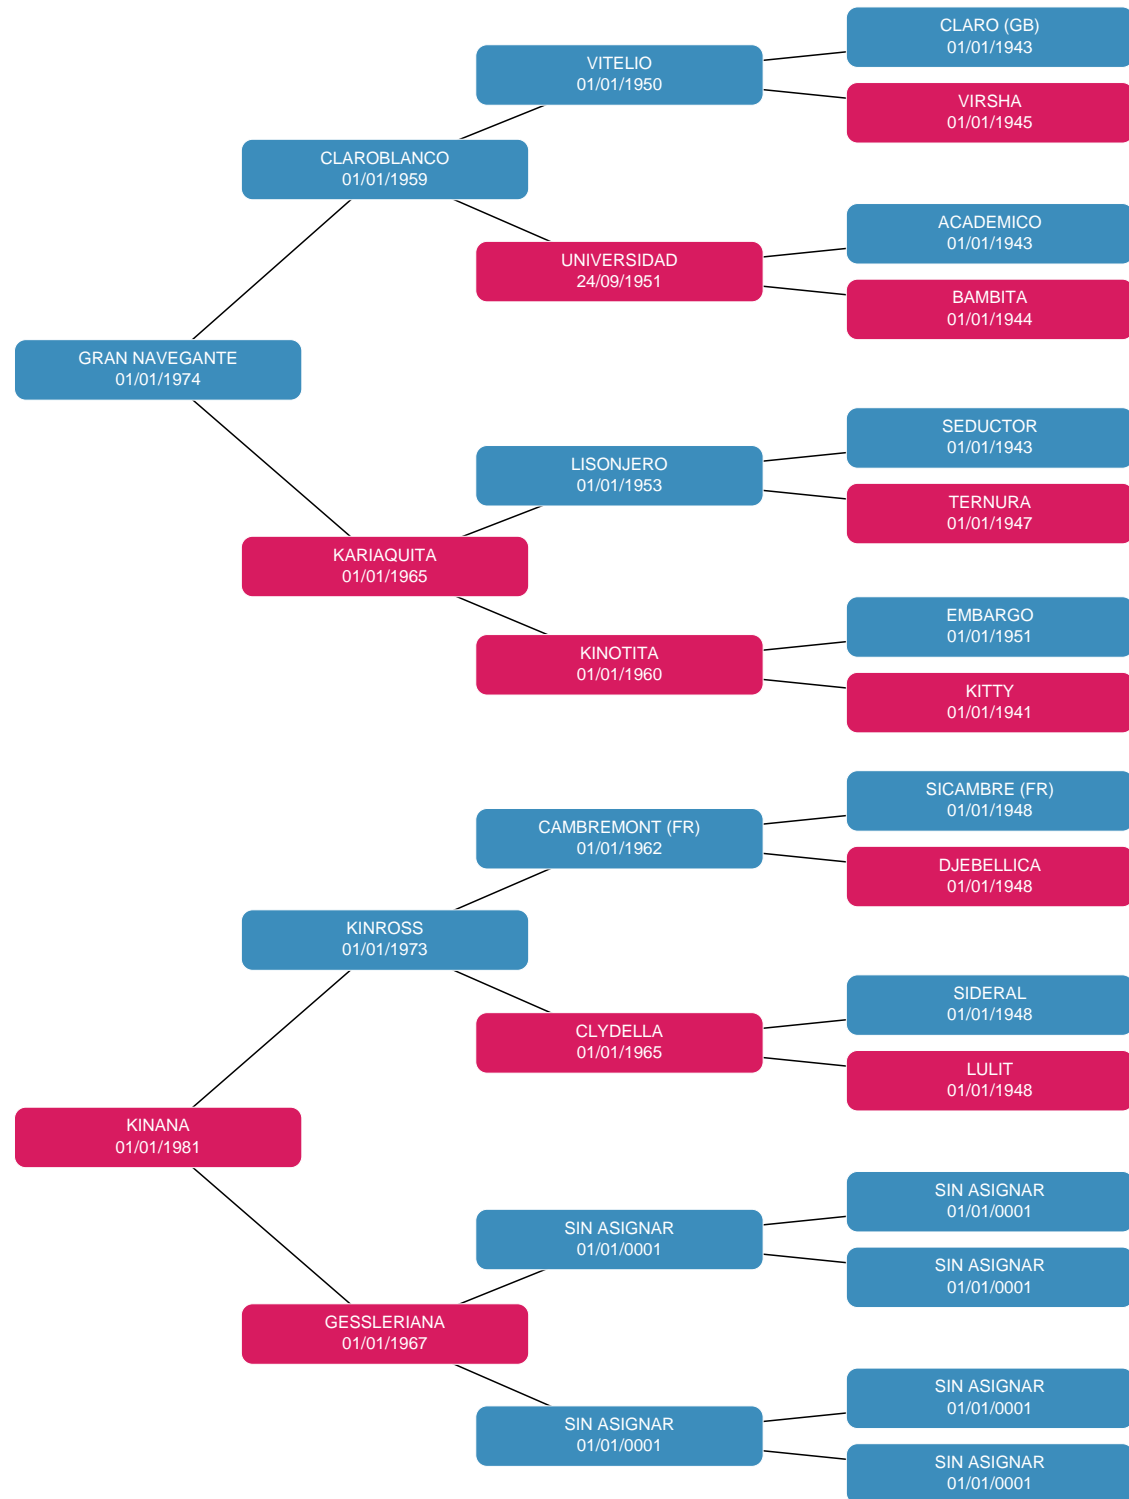 CLARO (GB)
01/01/1943
VITELIO
01/01/1950
VIRSHA
01/01/1945
CLAROBLANCO
01/01/1959
ACADEMICO
01/01/1943
UNIVERSIDAD
24/09/1951
BAMBITA
01/01/1944
GRAN NAVEGANTE
01/01/1974
SEDUCTOR
01/01/1943
LISONJERO
01/01/1953
TERNURA
01/01/1947
KARIAQUITA
01/01/1965
EMBARGO
01/01/1951
KINOTITA
01/01/1960
KITTY
01/01/1941
SICAMBRE (FR)
01/01/1948
CAMBREMONT (FR)
01/01/1962
DJEBELLICA
01/01/1948
KINROSS
01/01/1973
SIDERAL
01/01/1948
CLYDELLA
01/01/1965
LULIT
01/01/1948
KINANA
01/01/1981
SIN ASIGNAR
01/01/0001
SIN ASIGNAR
01/01/0001
SIN ASIGNAR
01/01/0001
GESSLERIANA
01/01/1967
SIN ASIGNAR
01/01/0001
SIN ASIGNAR
01/01/0001
SIN ASIGNAR
01/01/0001